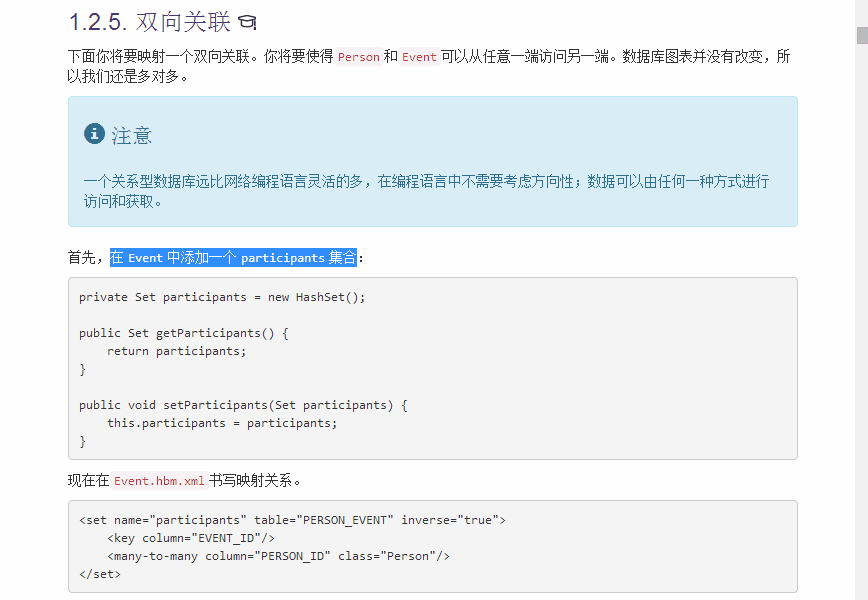 1.2.5. 双向关联
下面你将要映射一个双向关联。你将要使得 Person 和 Event 可以从任意一端访问另一端。数据库图表并没有改变，所
以我们还是多对多。
注意
一个关系型数据库远比网络编程语言灵活的多，在编程语言中不需要考虑方向性；数据可以由任何一种方式进行
访问和获取。
首先，在 Event 中添加一个 participants 集合：
private Set participants = new HashSet();
public Set getParticipants() {
    return participants;
}
public void setParticipants(Set participants) {
    this.participants = participants;
}
现在在 Event.hbm.xml 书写映射关系。
<set name="participants" table="PERSON_EVENT" inverse="true">
    <key column="EVENT_ID"/>
    <many-to-many column="PERSON_ID" class="Person"/>
</set>